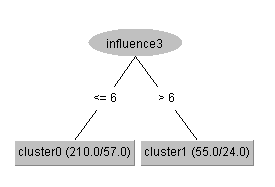 influence3
<= 6
> 6
cluster0 (210.0/57.0)
cluster1 (55.0/24.0)